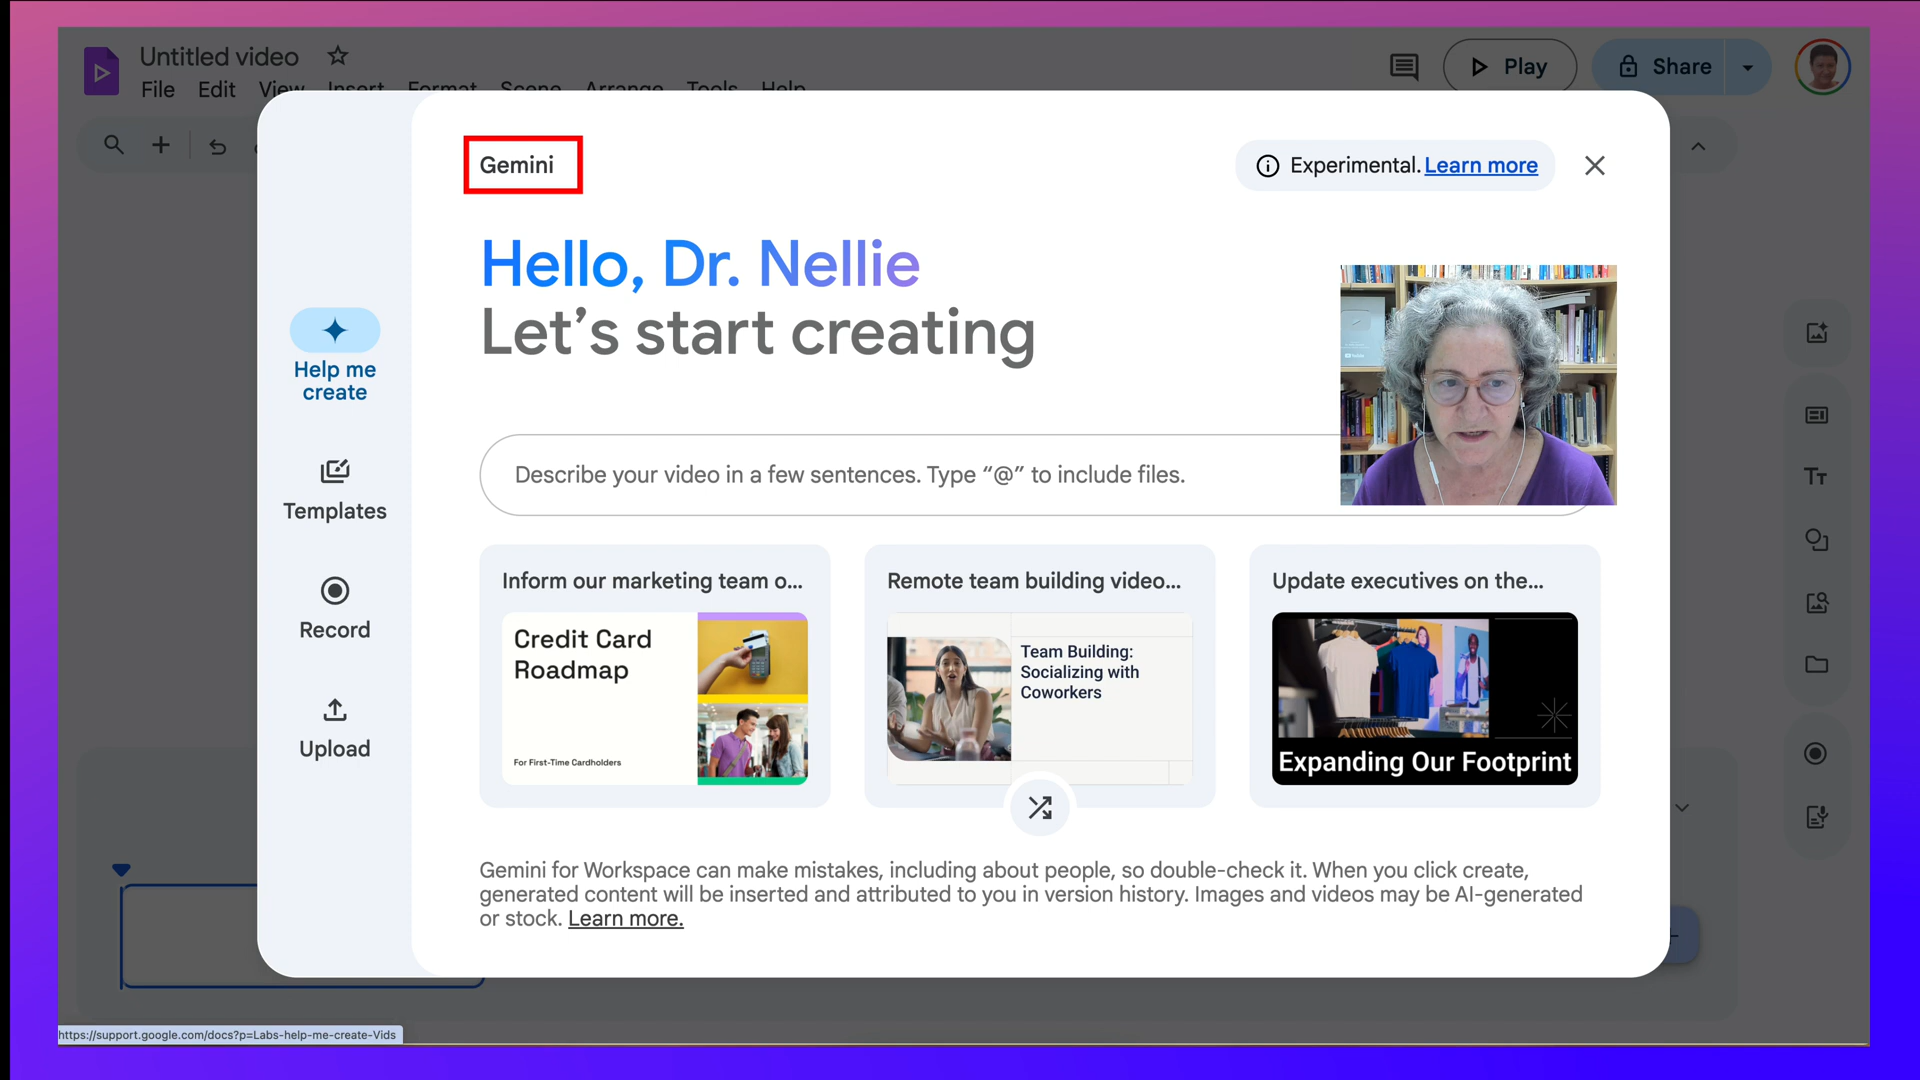 Untitled video
File Edit View Insert Format Scene Arrange Tools Help
Play
Share
Gemini
Experimental. Learn more
Hello, Dr. Nellie
Let’s start creating
Help me
create
Templates
Record
Upload
Describe your video in a few sentences. Type “@” to include files.
Inform our marketing team o...
Credit Card
Roadmap
For First-Time Cardholders
Remote team building video...
Team Building:
Socializing with
Coworkers
Update executives on the...
Expanding Our Footprint
Gemini for Workspace can make mistakes, including about people, so double-check it. When you click create,
generated content will be inserted and attributed to you in version history. Images and videos may be AI-generated
or stock. Learn more.
https://support.google.com/docs?p=Labs-help-me-create-Vids